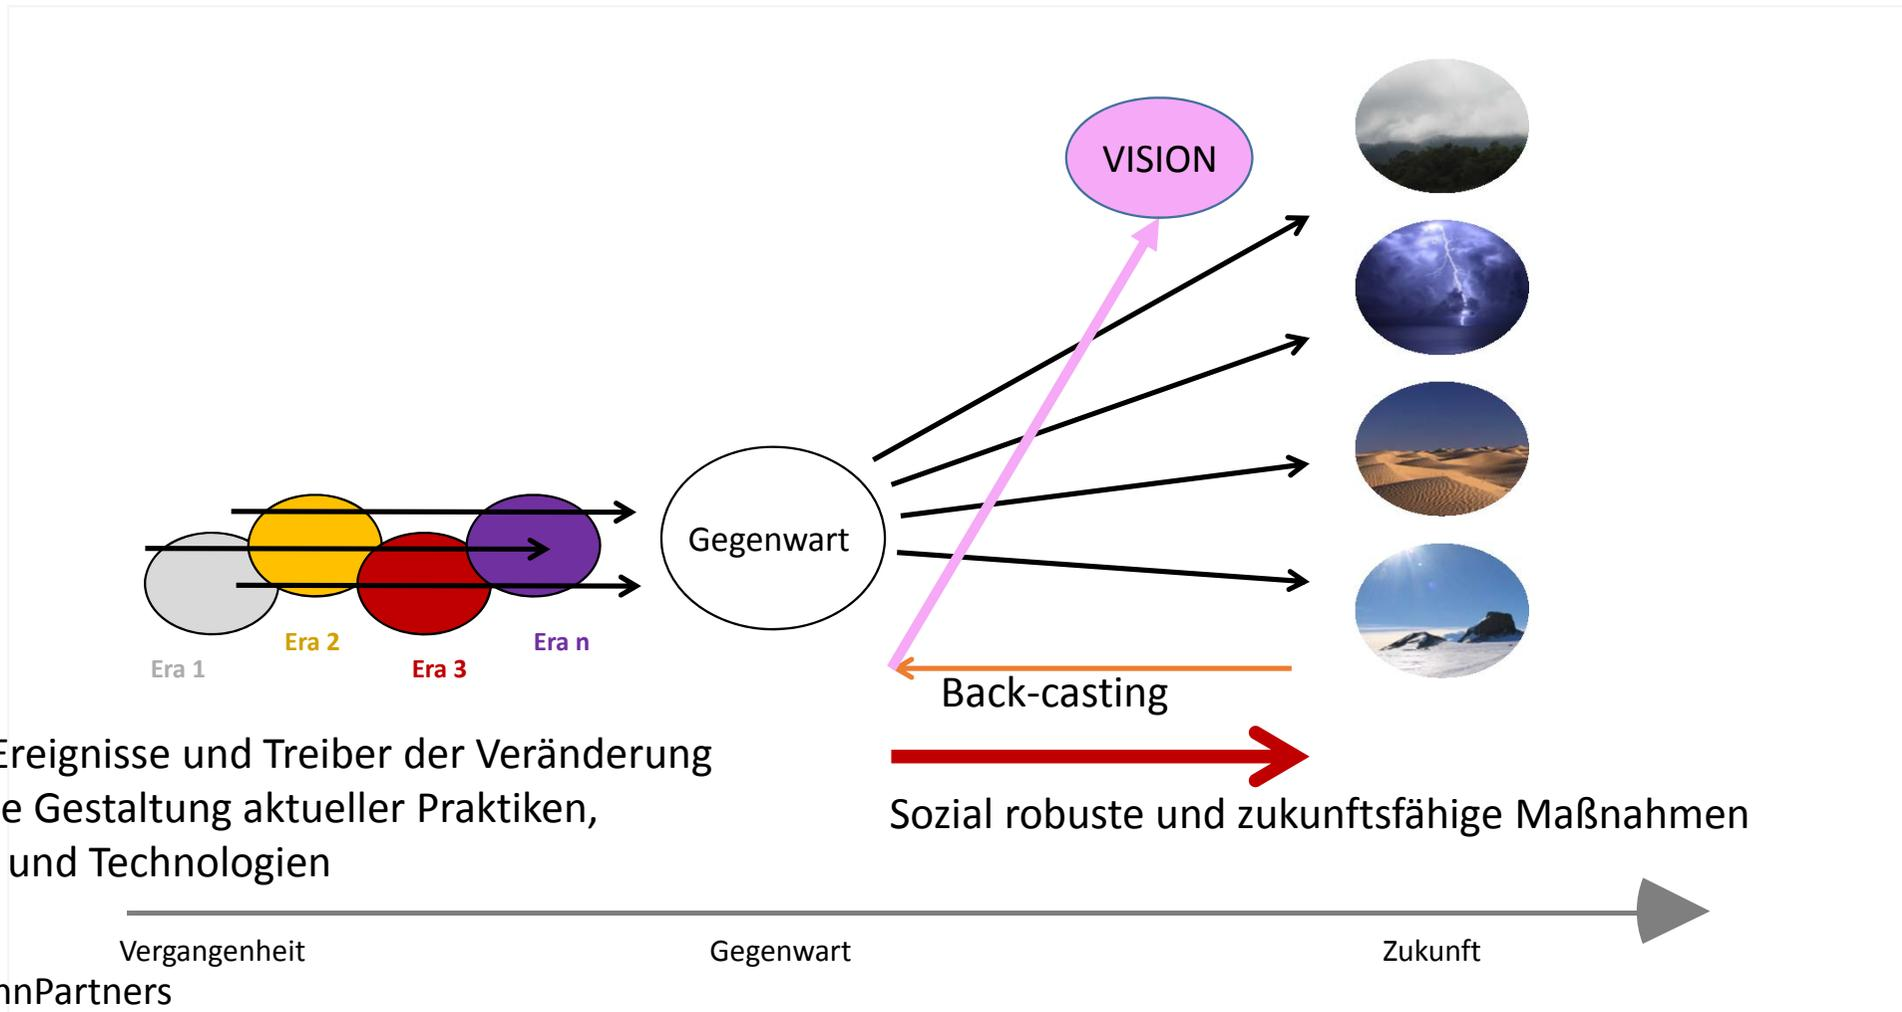 VISION
Gegenwart
Era 1
Era 2
Era 3
Era n
Back-casting
Ereignisse und Treiber der Veränderung
e Gestaltung aktueller Praktiken,
und Technologien
Sozial robuste und zukunftsfähige Maßnahmen
Vergangenheit
Gegenwart
Zukunft
nnPartners